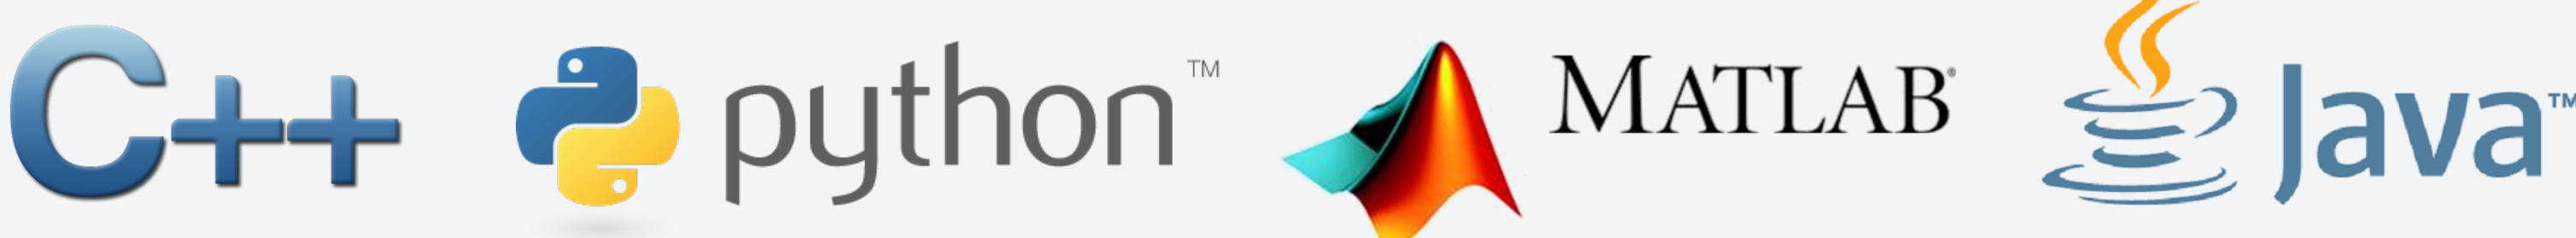 C++ python™ MATLAB® Java™